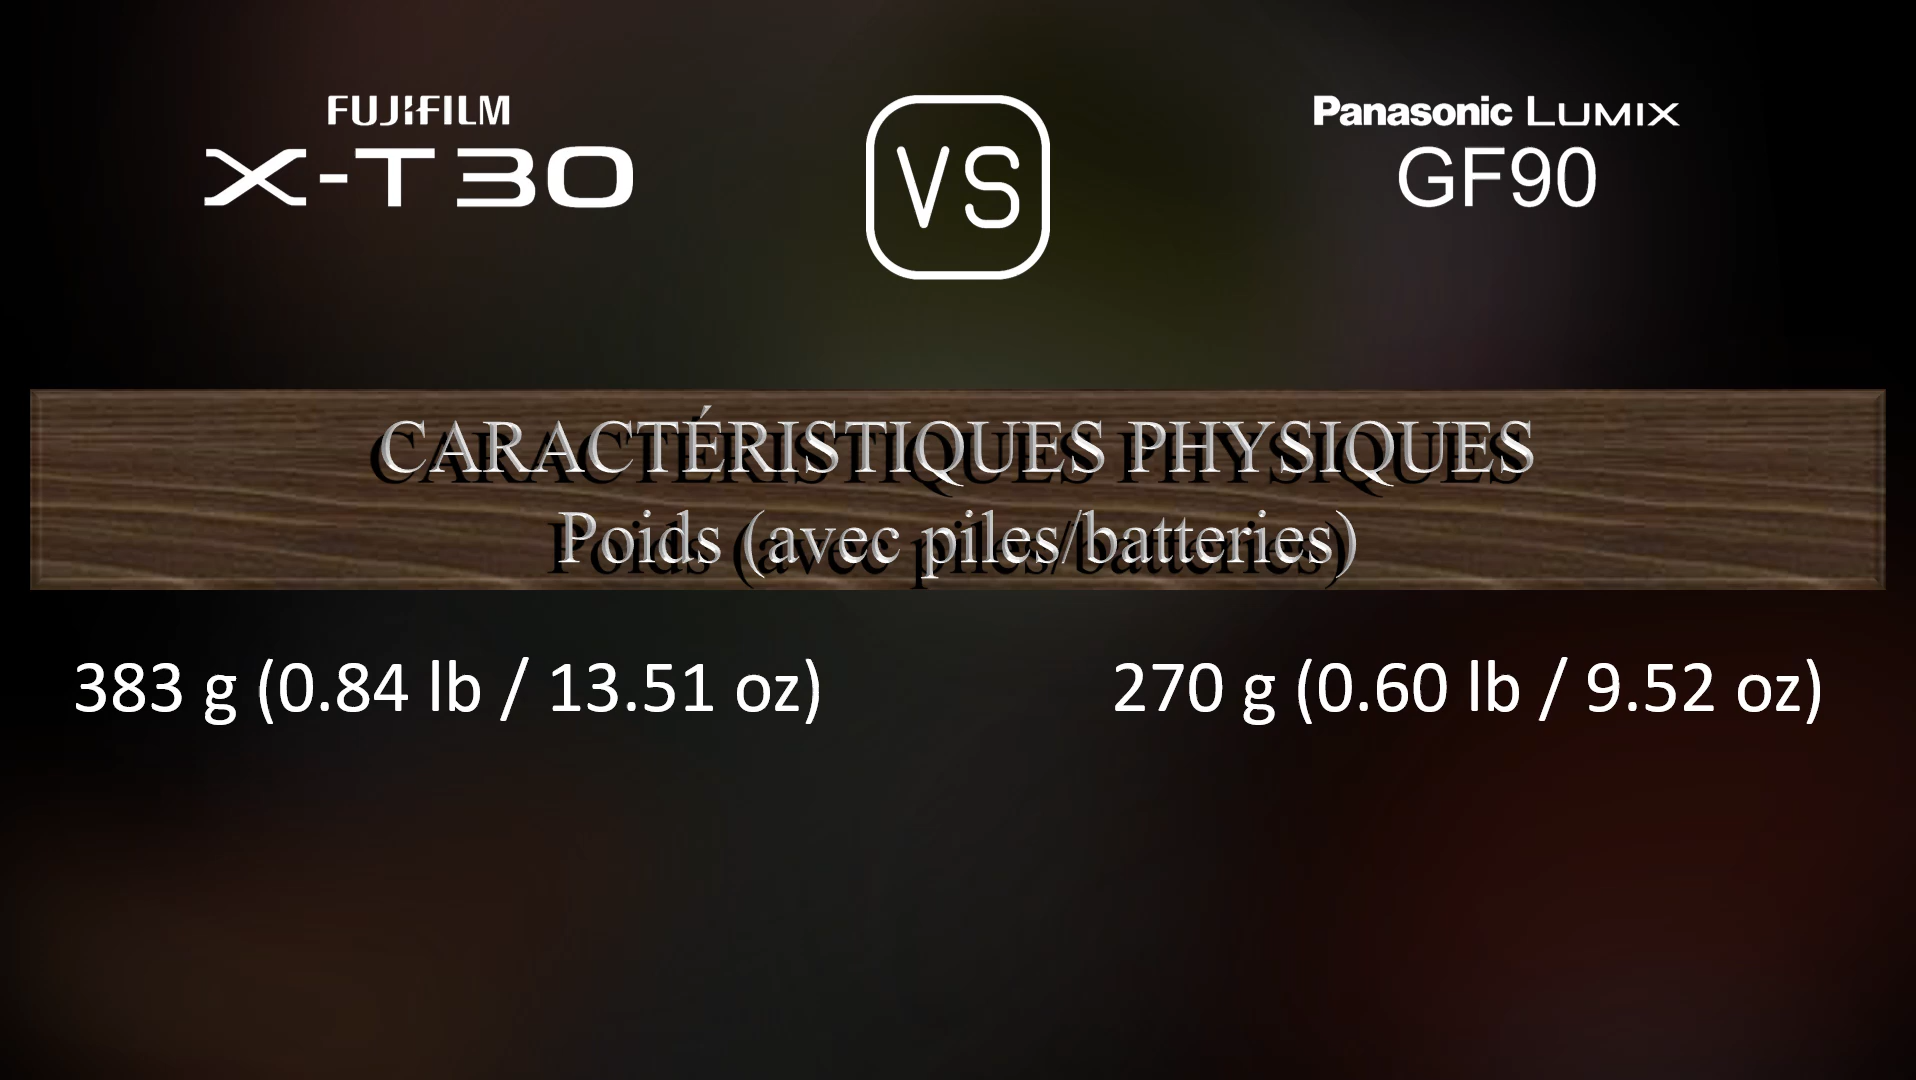 FUJIFILM
X-T30
VS
Panasonic LUMIX
GF90
CARACTÉRISTIQUES PHYSIQUES
Poids (avec piles/batteries)
383 g (0.84 lb / 13.51 oz)
270 g (0.60 lb / 9.52 oz)